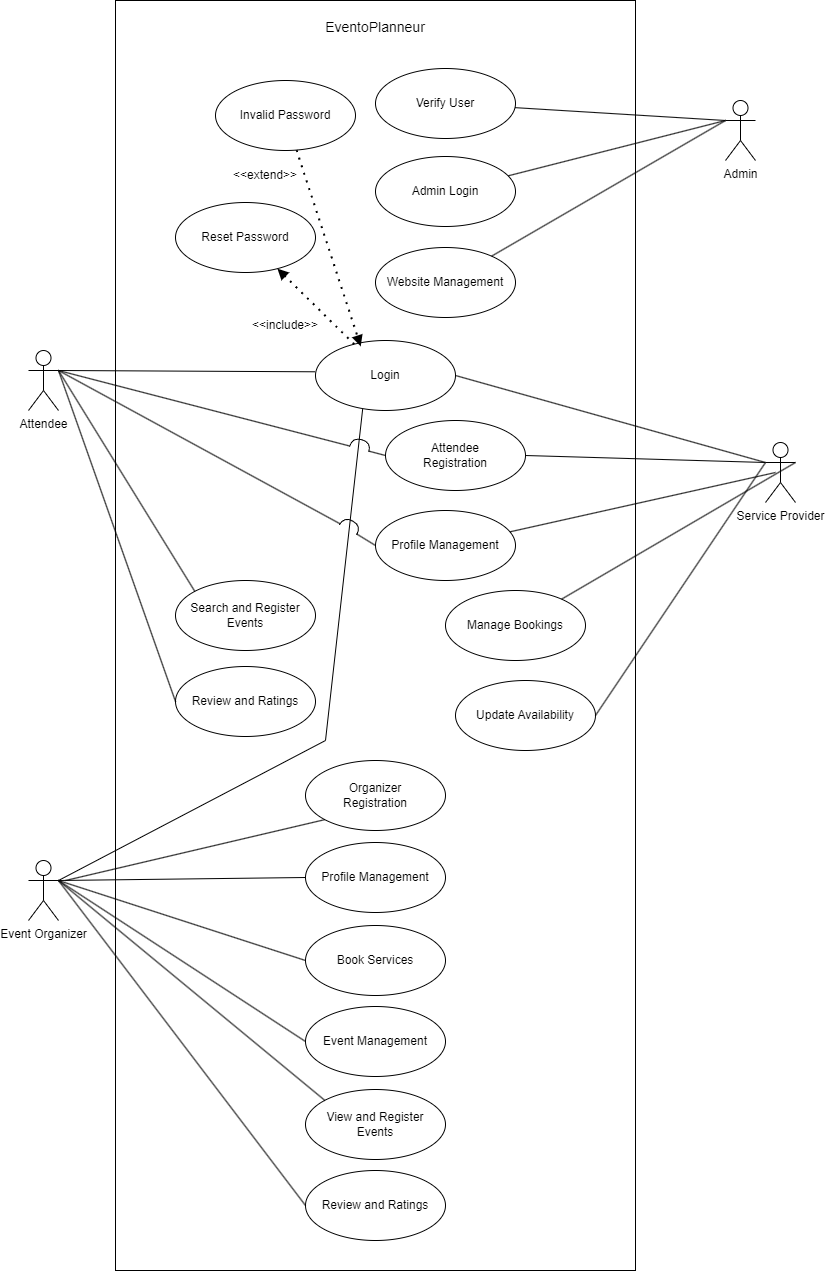 EventoPlanneur
Invalid Password
Verify User
<<extend>>
Admin
Admin Login
Reset Password
Website Management
<<include>>
Login
Attendee
Attendee
Registration
Service Provider
Profile Management
Search and Register
Events
Manage Bookings
Review and Ratings
Update Availability
Organizer
Registration
Profile Management
Event Organizer
Book Services
Event Management
View and Register
Events
Review and Ratings